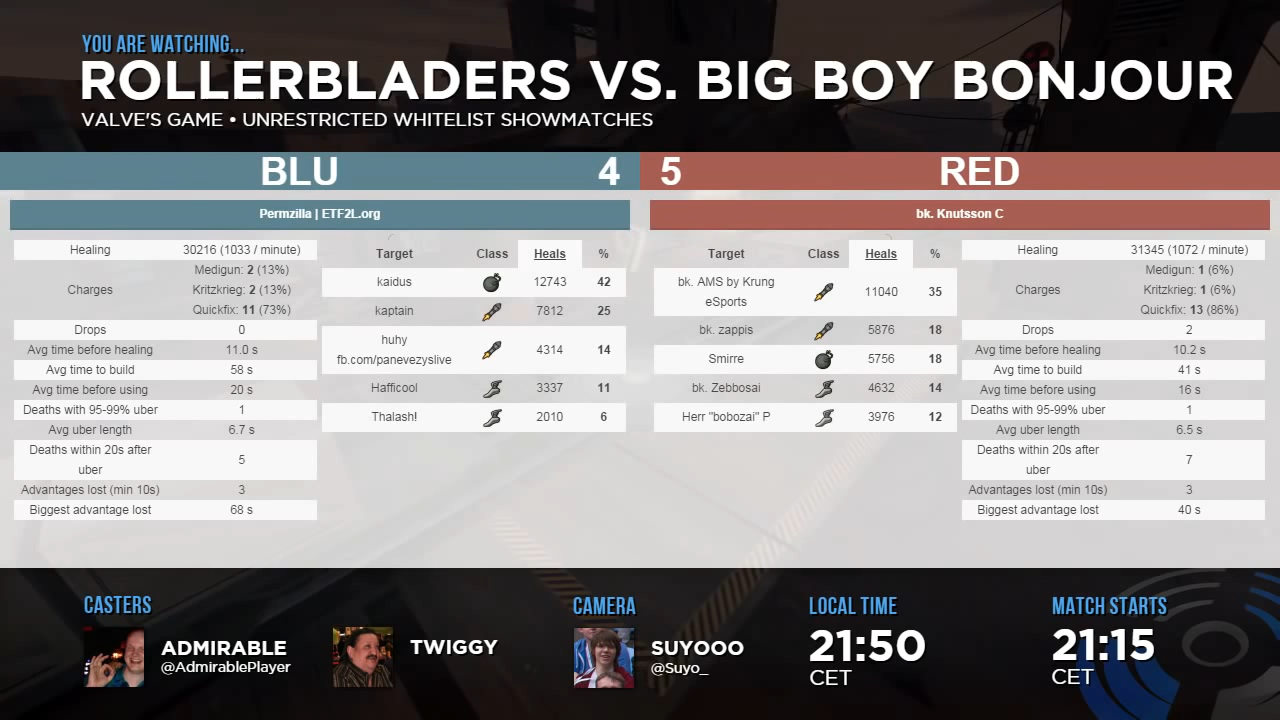 YOU ARE WATCHING...
ROLLERBLADERS VS. BIG BOY BONJOUR
VALVE'S GAME • UNRESTRICTED WHITELIST SHOWMATCHES
BLU 4
5 RED
Permzilla | ETF2L.org
Healing 30216 (1033 / minute)
Charges
Medigun: 2 (13%)
Kritzkrieg: 2 (13%)
Quickfix: 11 (73%)
Drops 0
Avg time before healing 11.0 s
Avg time to build 58 s
Avg time before using 20 s
Deaths with 95-99% uber 1
Avg uber length 6.7 s
Deaths within 20s after
uber
5
Advantages lost (min 10s) 3
Biggest advantage lost 68 s
Target Class Heals %
kaidus 12743 42
kaptain 7812 25
huhy
fb.com/panevezyslive
4314 14
Hafficool 3337 11
Thalash! 2010 6
bk. Knutsson C
Target Class Heals %
bk. AMS by Krung
eSports
11040 35
bk. zappis 5876 18
Smirre 5756 18
bk. Zebbosai 4632 14
Herr "bobozai" P 3976 12
Healing 31345 (1072 / minute)
Charges
Medigun: 1 (6%)
Kritzkrieg: 1 (6%)
Quickfix: 13 (86%)
Drops 2
Avg time before healing 10.2 s
Avg time to build 41 s
Avg time before using 16 s
Deaths with 95-99% uber 1
Avg uber length 6.5 s
Deaths within 20s after
uber
7
Advantages lost (min 10s) 3
Biggest advantage lost 40 s
CASTERS
ADMIRABLE
@AdmirablePlayer
TWIGGY
CAMERA
SUYOOO
@Suyo_
LOCAL TIME
21:50
CET
MATCH STARTS
21:15
CET